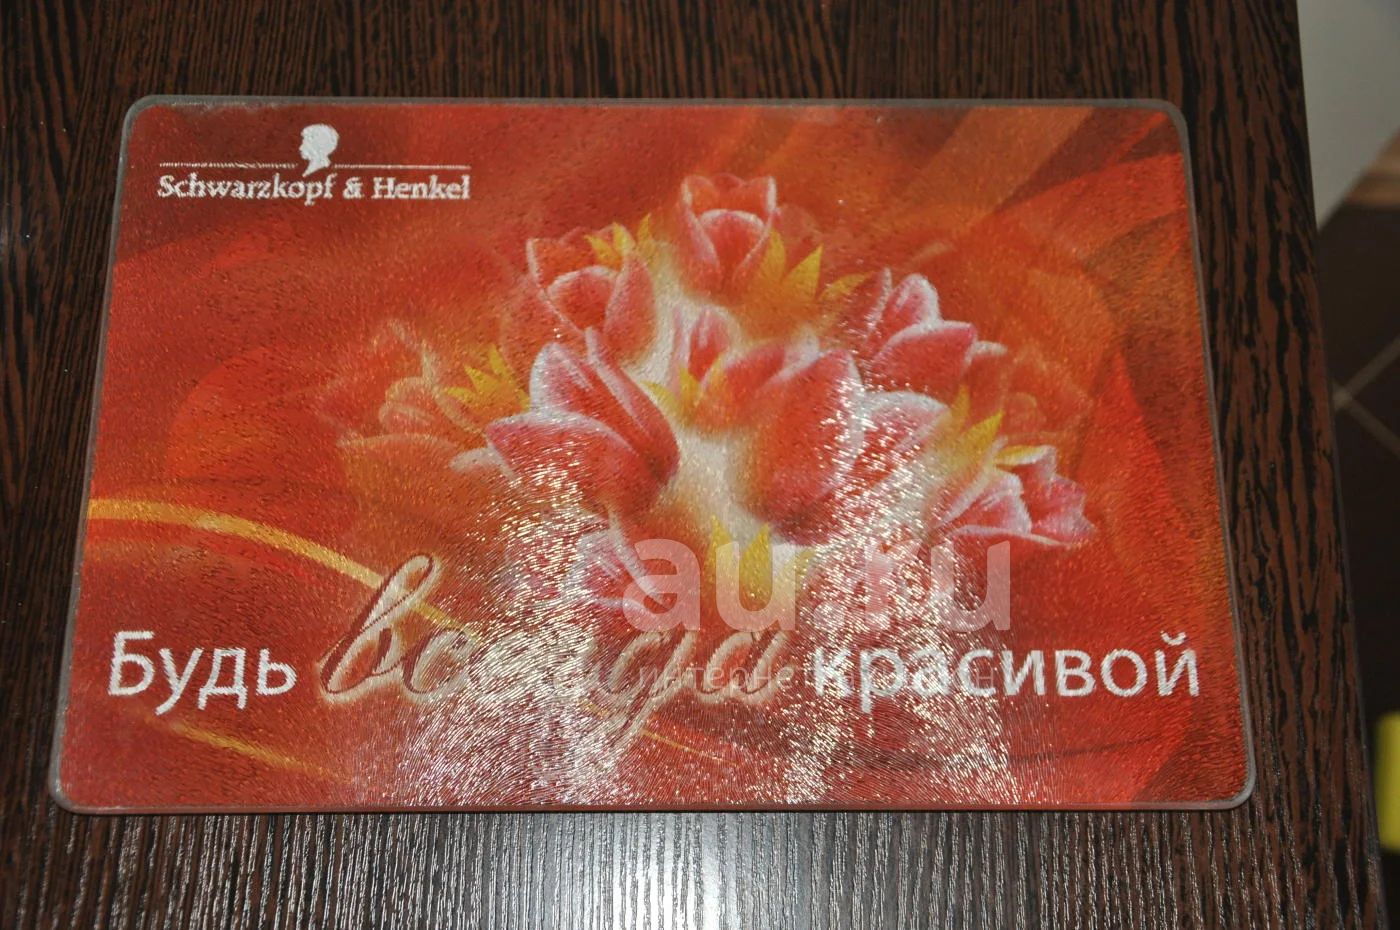 Schwarzkopf & Henkel
au.ru
Будь всегда красивой